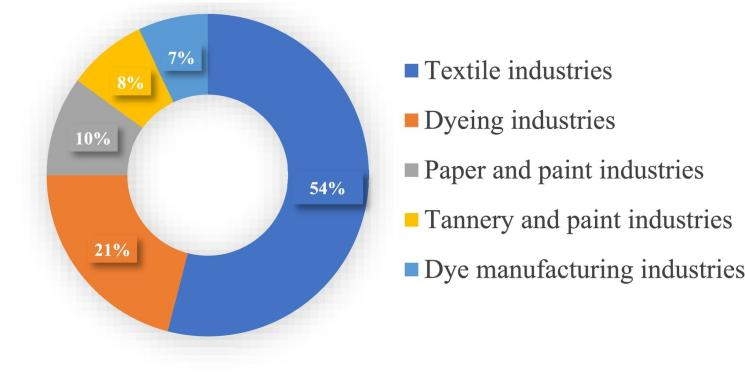 7%
8%
10%
54%
21%
Textile industries
Dyeing industries
Paper and paint industries
Tannery and paint industries
Dye manufacturing industries